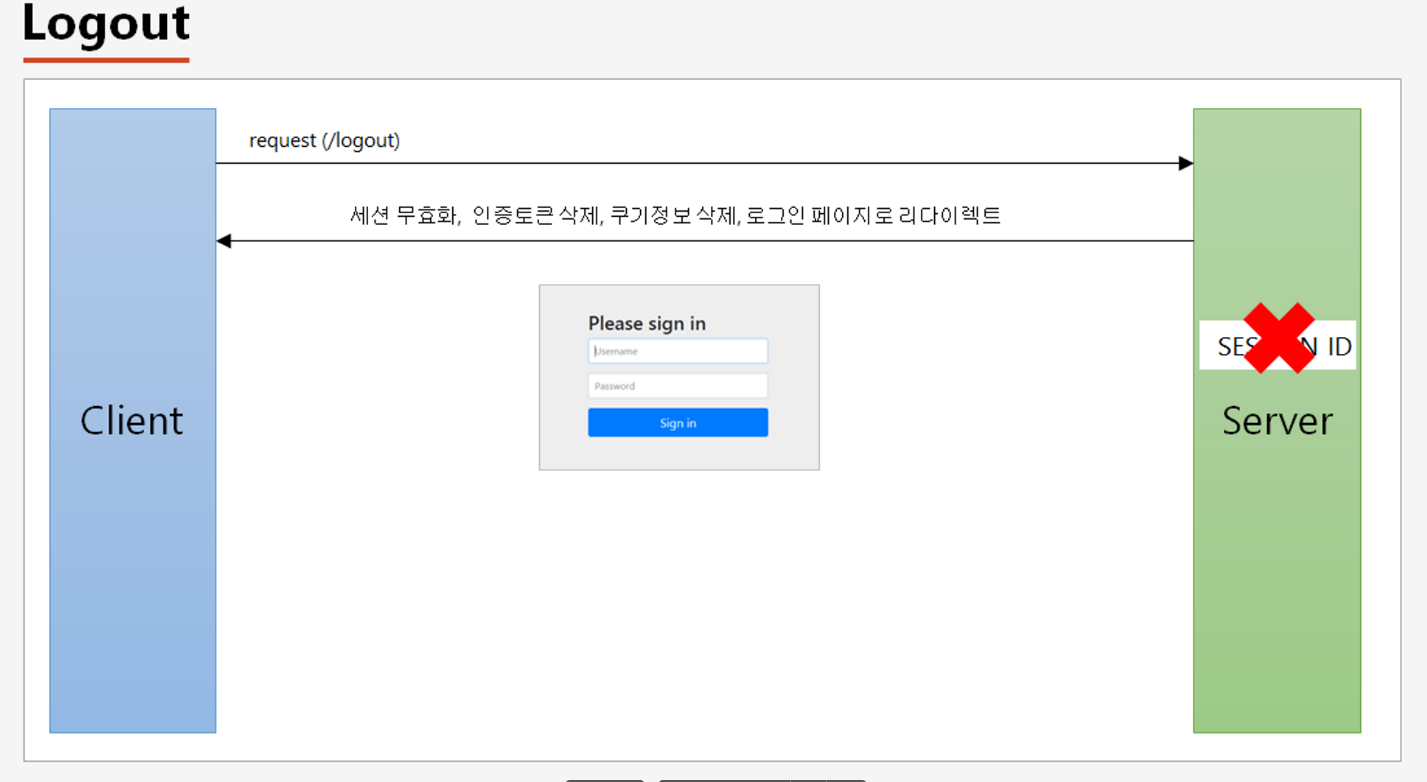 Logout
request (/logout)
세션 무효화, 인증토큰 삭제, 쿠키정보 삭제, 로그인 페이지로 리다이렉트
Please sign in
Username
Password
Sign in
SESSION ID
Client
Server